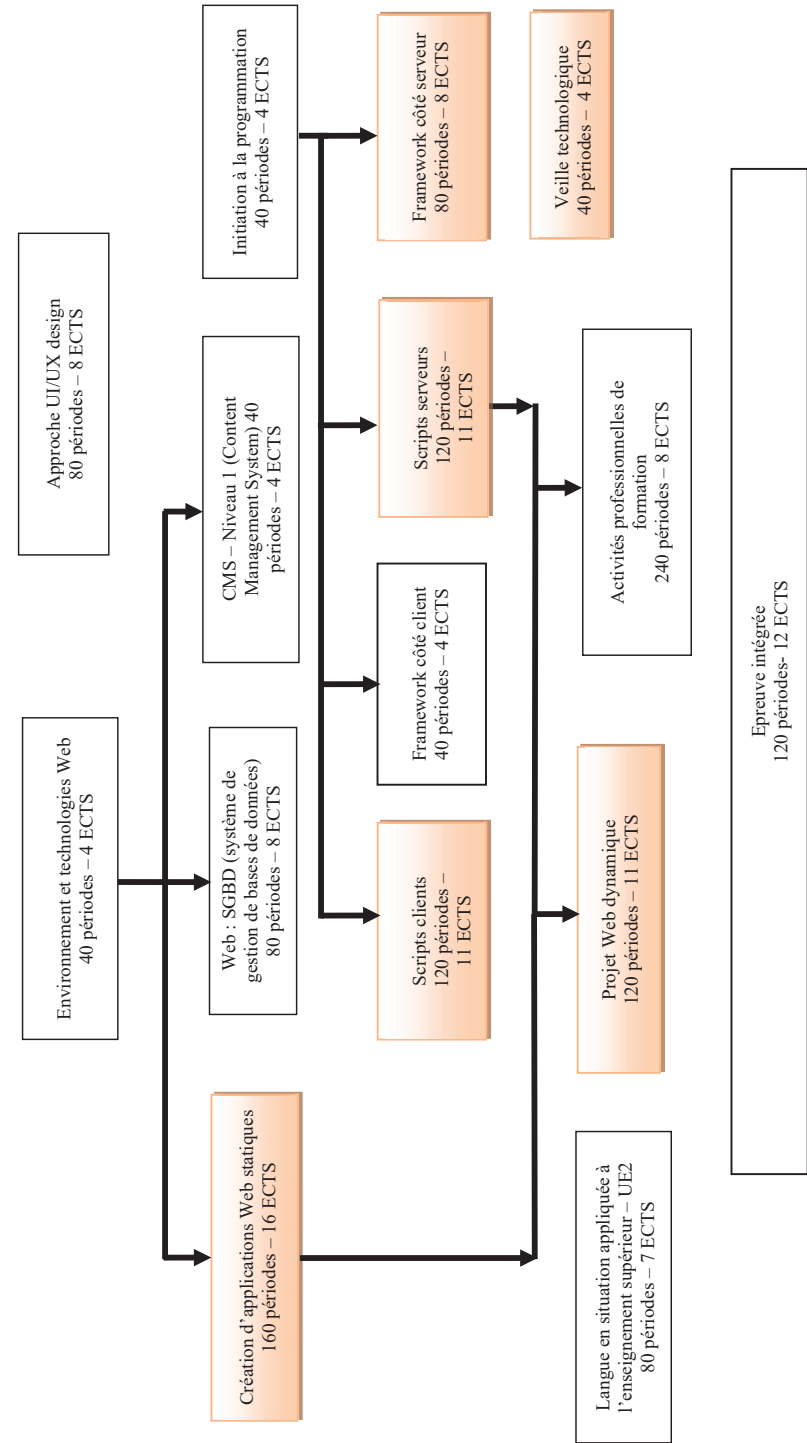 Environnement et technologies Web
40 périodes – 4 ECTS
Approche UI/UX design
80 périodes – 8 ECTS
Création d’applications Web statiques
160 périodes – 16 ECTS
Web : SGBD (système de
gestion de bases de données)
80 périodes – 8 ECTS
CMS – Niveau 1 (Content
Management System) 40
périodes – 4 ECTS
Initiation à la programmation
40 périodes – 4 ECTS
Scripts clients
120 périodes –
11 ECTS
Framework côté client
40 périodes – 4 ECTS
Scripts serveurs
120 périodes –
11 ECTS
Framework côté serveur
80 périodes – 8 ECTS
Langue en situation appliquée à
l’enseignement supérieur – UE2
80 périodes – 7 ECTS
Projet Web dynamique
120 périodes – 11 ECTS
Activités professionnelles de
formation
240 périodes – 8 ECTS
Veille technologique
40 périodes – 4 ECTS
Epreuve intégrée
120 périodes- 12 ECTS